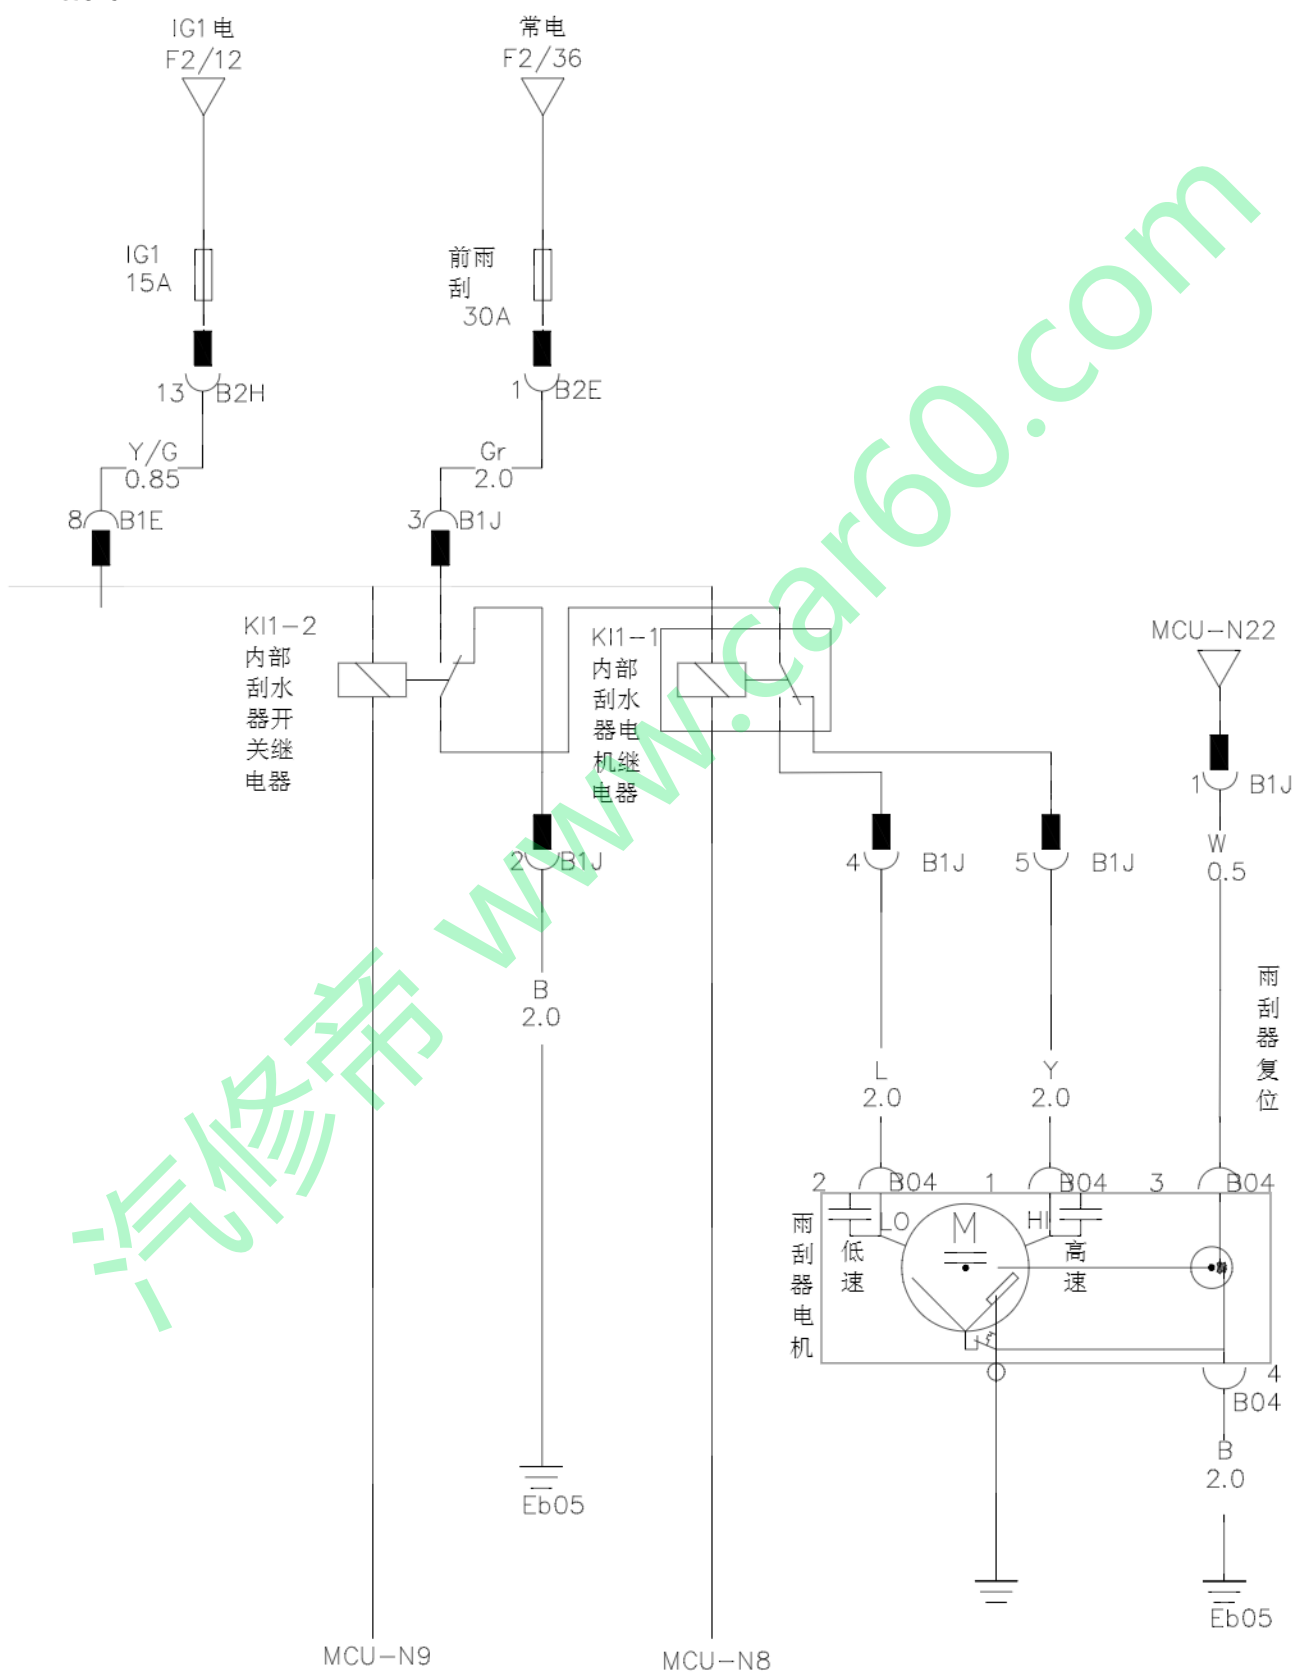 IG1电
F2/12
常电
F2/36
IG1
15A
前雨
刮
30A
13 B2H
1 B2E
Y/G
0.85
Gr
2.0
8 B1E
3 B1J
KI1-2
内部
刮水
器开
关继
电器
KI1-1
内部
刮水
器电
机继
电器
MCU-N22
1 B1J
W
0.5
2 B1J
4 B1J
5 B1J
B
2.0
L
2.0
Y
2.0
雨
刮
器
复
位
2 B04
1 B04
3 B04
雨
刮
器
电
机
LO
低
速
M
HI
高
速
4
B04
B
2.0
Eb05
Eb05
MCU-N9
MCU-N8
汽修帝 www.car60.com